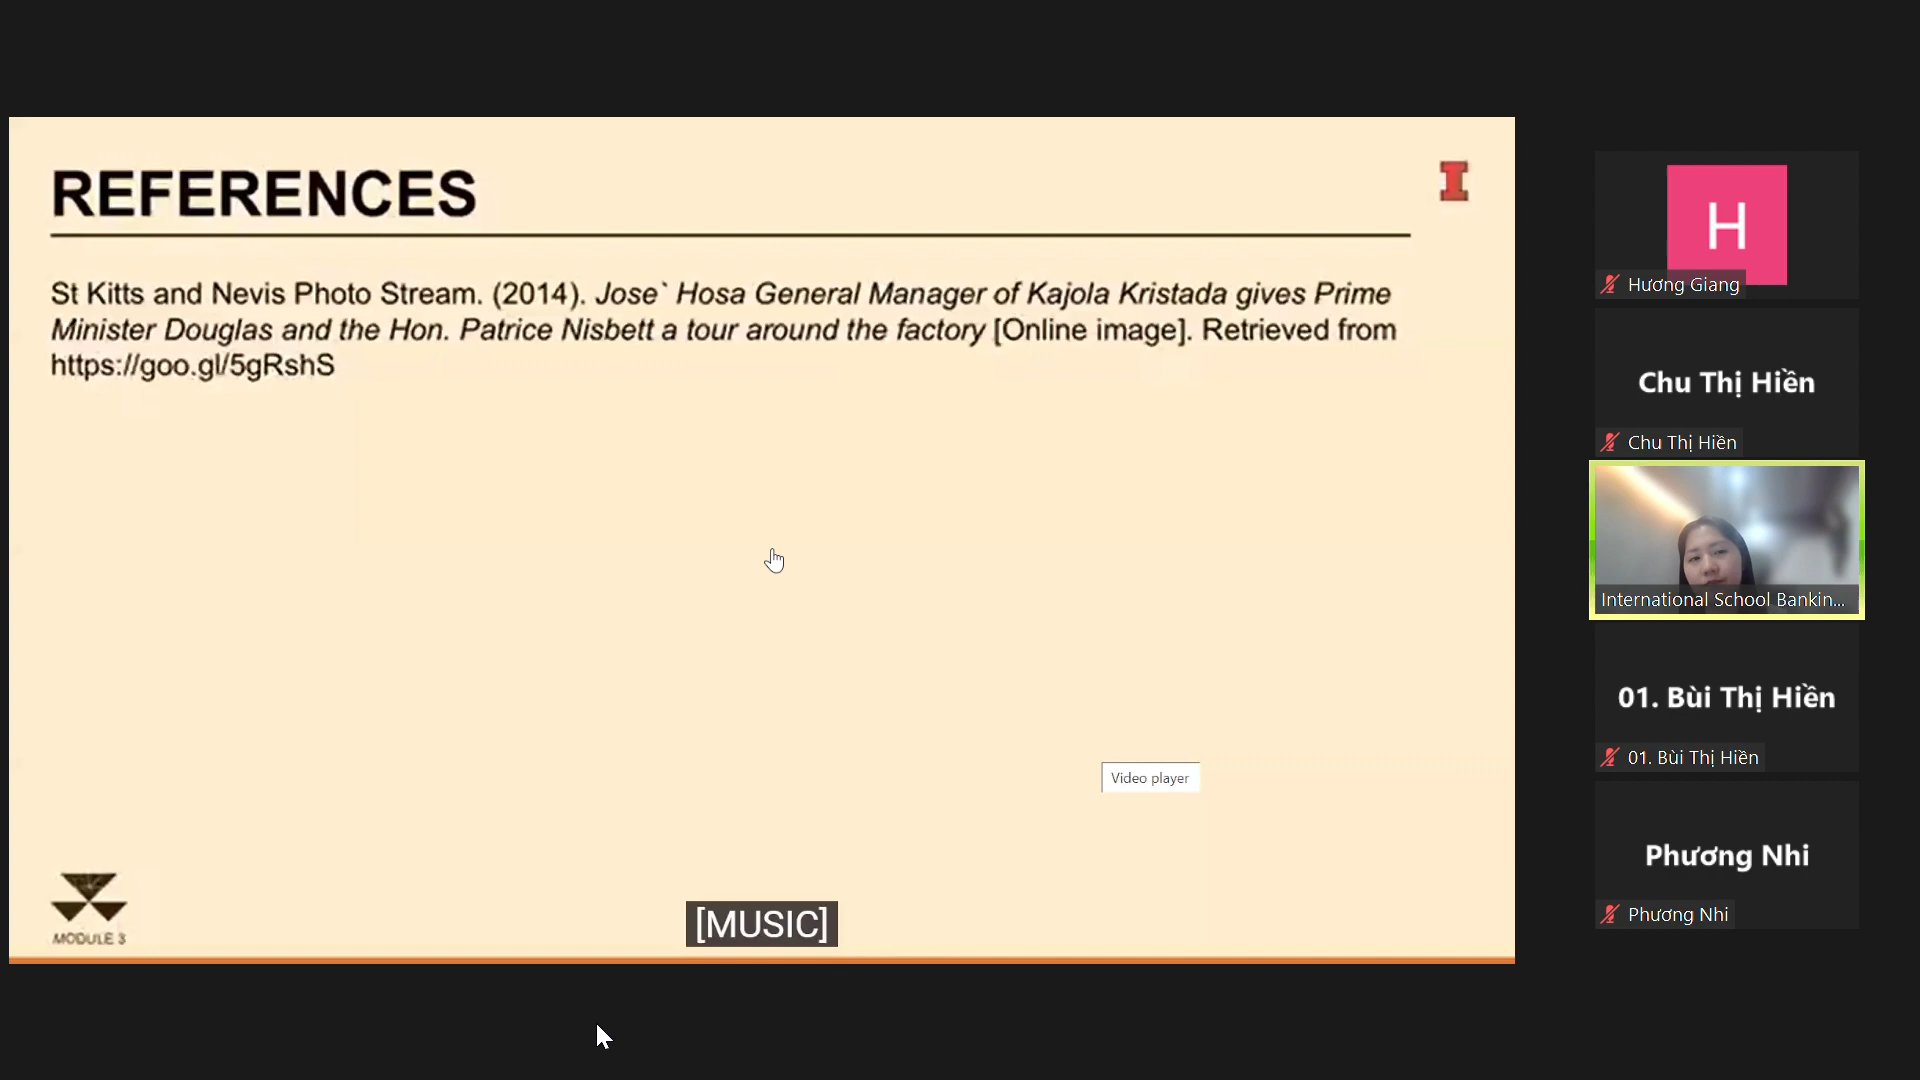 REFERENCES
I
St Kitts and Nevis Photo Stream. (2014). Jose` Hosa General Manager of Kajola Kristada gives Prime
Minister Douglas and the Hon. Patrice Nisbett a tour around the factory [Online image]. Retrieved from
https://goo.gl/5gRshS
Video player
MODULE 3
[MUSIC]
H
Hương Giang
Chu Thị Hiền
Chu Thị Hiền
International School Bankin...
01. Bùi Thị Hiền
01. Bùi Thị Hiền
Phương Nhi
Phương Nhi